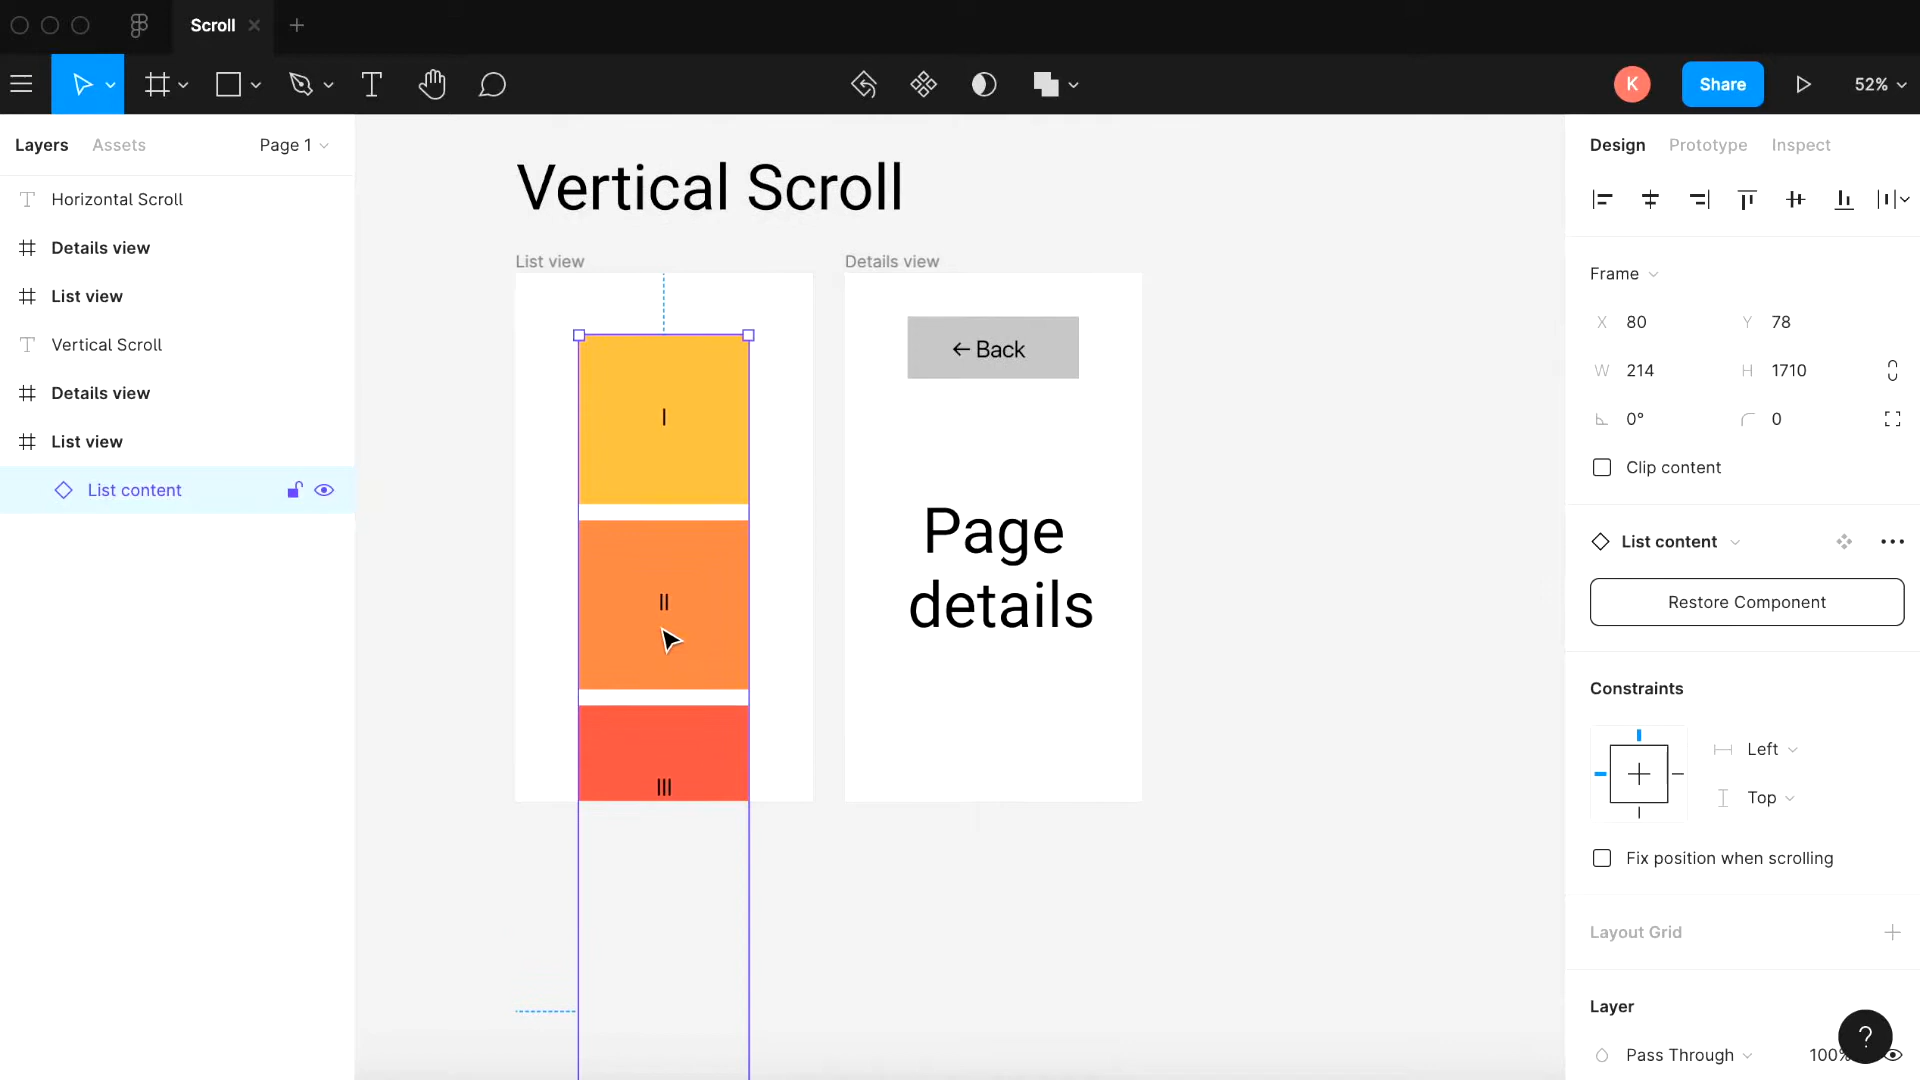 Scroll
52%
K
Share
Layers
Assets
Page 1
Horizontal Scroll
Details view
List view
Vertical Scroll
Details view
List view
List content
Vertical Scroll
List view
Details view
I
II
III
← Back
Page
details
Design
Prototype
Inspect
Frame
X 80
Y 78
W 214
H 1710
0°
0
Clip content
List content
Restore Component
Constraints
Left
Top
Fix position when scrolling
Layout Grid
Layer
Pass Through
100%
?